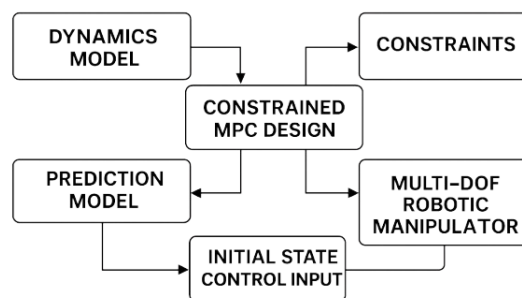 DYNAMICS
MODEL
CONSTRAINTS
CONSTRAINED
MPC DESIGN
PREDICTION
MODEL
MULTI–DOF
ROBOTIC
MANIPULATOR
INITIAL STATE
CONTROL INPUT